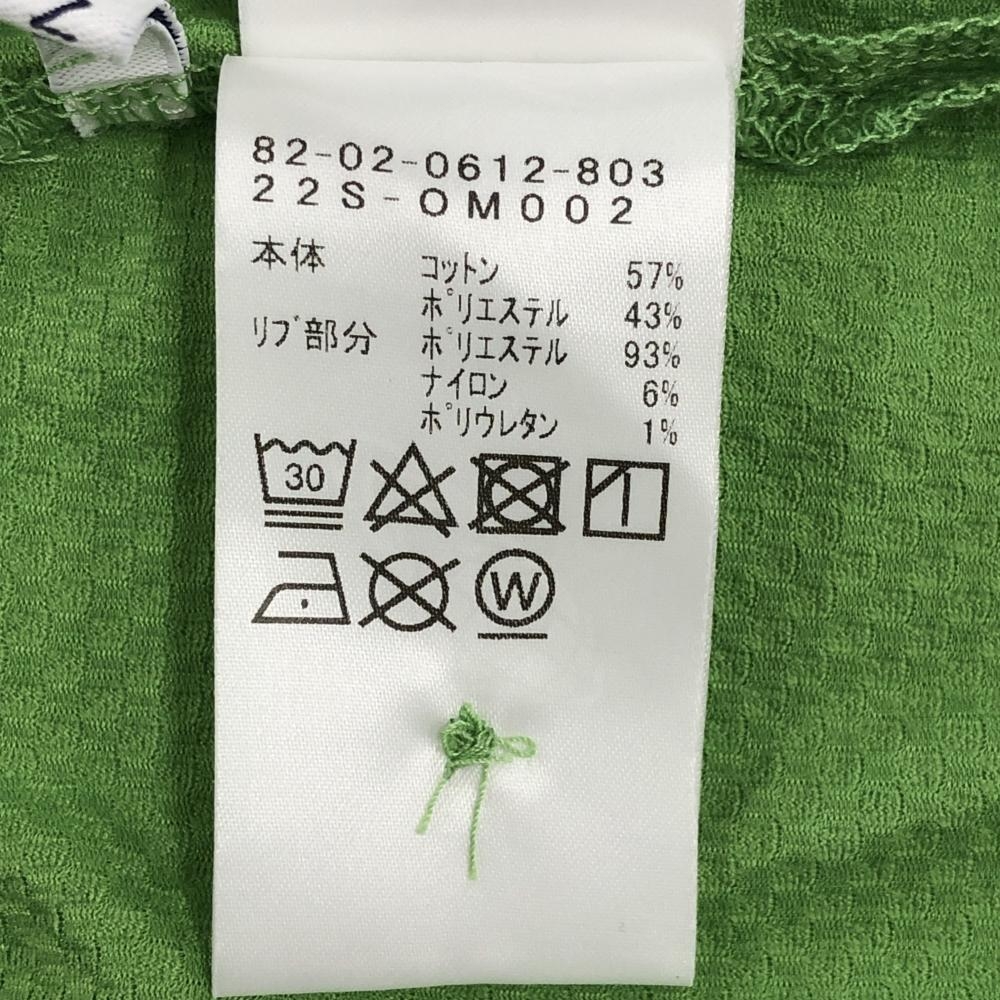 82-02-0612-803
22S-OM002
本体 コットン 57%
ポリエステル 43%
リブ部分 ポリエステル 93%
ナイロン 6%
ポリウレタン 1%
30
W